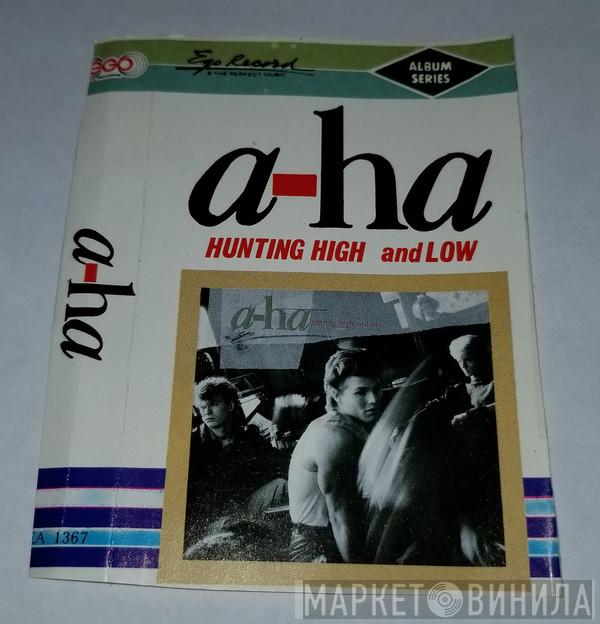 EGO
Ego Record
& THE PERFECT MUSIC
ALBUM
SERIES
a-ha
HUNTING HIGH and LOW
a-ha
a-ha hunting high and low
EA 1367
МАРКЕТ ВИНИЛА